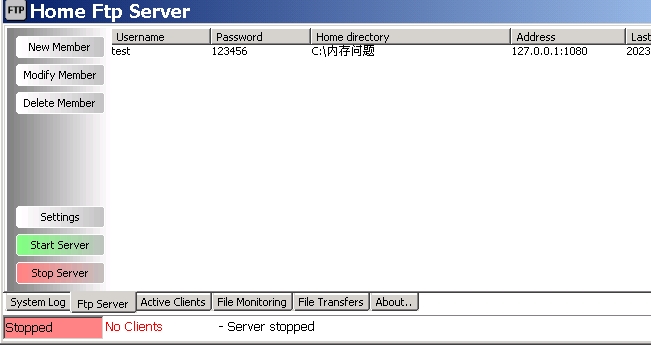 FTP Home Ftp Server
New Member
Modify Member
Delete Member
Settings
Start Server
Stop Server
Username Password Home directory Address Last
test 123456 C:\内存问题 127.0.0.1:1080 2023
System Log Ftp Server Active Clients File Monitoring File Transfers About..
Stopped No Clients - Server stopped